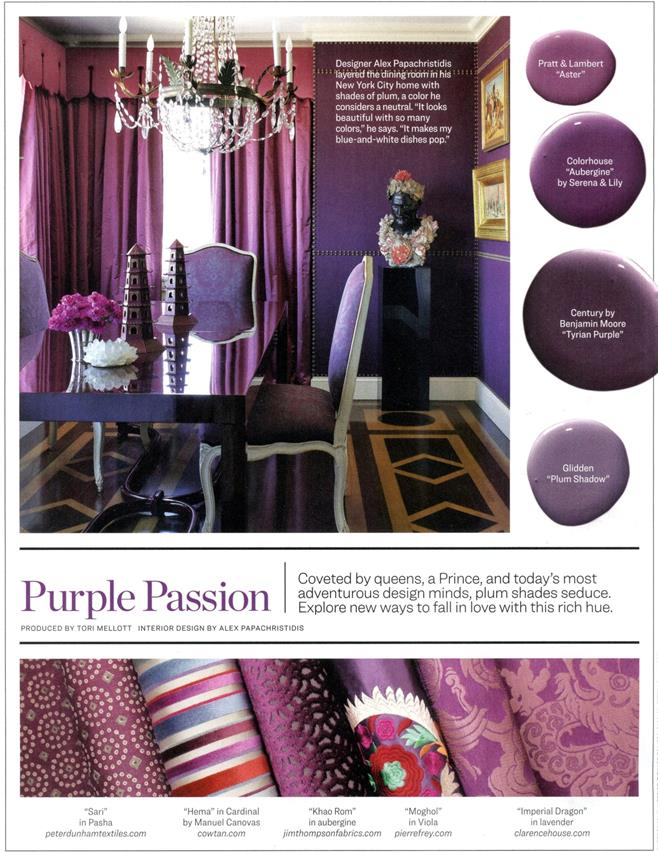 Designer Alex Papachristidis
layered the dining room in his
New York City home with
shades of plum, a color he
considers a neutral. "It looks
beautiful with so many
colors," he says. "It makes my
blue-and-white dishes pop."
Pratt & Lambert
"Aster"
Colorhouse
"Aubergine"
by Serena & Lily
Century by
Benjamin Moore
"Tyrian Purple"
Glidden
"Plum Shadow"
Purple Passion
Coveted by queens, a Prince, and today's most
adventurous design minds, plum shades seduce.
Explore new ways to fall in love with this rich hue.
PRODUCED BY TORI MELLOTT INTERIOR DESIGN BY ALEX PAPACHRISTIDIS
"Sari"
in Pasha
peterdunhamtextiles.com
"Hema" in Cardinal
by Manuel Canovas
cowtan.com
"Khao Rom"
in aubergine
jimthompsonfabrics.com
"Moghol"
in Viola
pierrefrey.com
"Imperial Dragon"
in lavender
clarencehouse.com